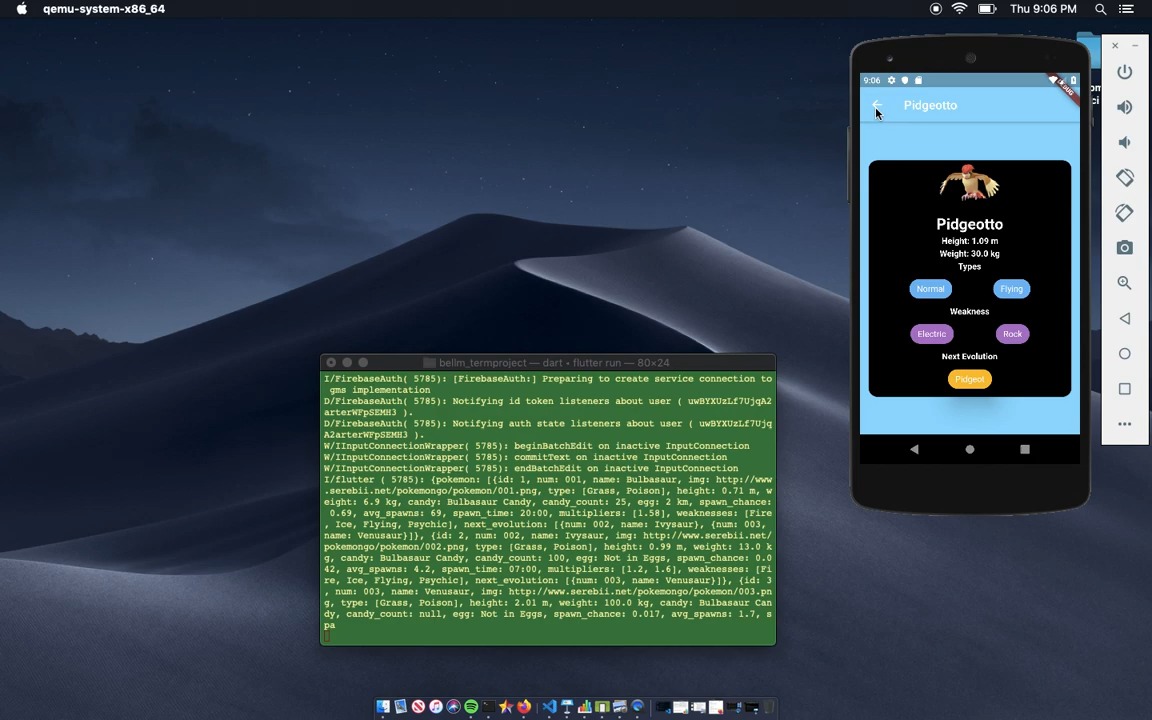 qemu-system-x86_64
Thu 9:06 PM
9:06
Pidgeotto
Pidgeotto
Height: 1.09 m
Weight: 30.0 kg
Types
Normal
Flying
Weakness
Electric
Rock
Next Evolution
Pidgeot
bellm_termproject — dart • flutter run — 80×24
I/FirebaseAuth( 5785): [FirebaseAuth:] Preparing to create service connection to
gms implementation
D/FirebaseAuth( 5785): Notifying id token listeners about user ( uwBYXUzLf7UjqA2
arterWFpSEMH3 ).
D/FirebaseAuth( 5785): Notifying auth state listeners about user ( uwBYXUzLf7Ujq
A2arterWFpSEMH3 ).
W/IInputConnectionWrapper( 5785): beginBatchEdit on inactive InputConnection
W/IInputConnectionWrapper( 5785): commitText on inactive InputConnection
W/IInputConnectionWrapper( 5785): endBatchEdit on inactive InputConnection
I/flutter ( 5785): {pokemon: [{id: 1, num: 001, name: Bulbasaur, img: http://www
.serebii.net/pokemongo/pokemon/001.png, type: [Grass, Poison], height: 0.71 m, w
eight: 6.9 kg, candy: Bulbasaur Candy, candy_count: 25, egg: 2 km, spawn_chance:
0.69, avg_spawns: 69, spawn_time: 20:00, multipliers: [1.58], weaknesses: [Fire
, Ice, Flying, Psychic], next_evolution: [{num: 002, name: Ivysaur}, {num: 003,
name: Venusaur}]}, {id: 2, num: 002, name: Ivysaur, img: http://www.serebii.net/
pokemongo/pokemon/002.png, type: [Grass, Poison], height: 0.99 m, weight: 13.0 k
g, candy: Bulbasaur Candy, candy_count: 100, egg: Not in Eggs, spawn_chance: 0.0
42, avg_spawns: 4.2, spawn_time: 07:00, multipliers: [1.2, 1.6], weaknesses: [Fi
re, Ice, Flying, Psychic], next_evolution: [{num: 003, name: Venusaur}]}, {id: 3
, num: 003, name: Venusaur, img: http://www.serebii.net/pokemongo/pokemon/003.pn
g, type: [Grass, Poison], height: 2.01 m, weight: 100.0 kg, candy: Bulbasaur Can
dy, candy_count: null, egg: Not in Eggs, spawn_chance: 0.017, avg_spawns: 1.7, s
pa